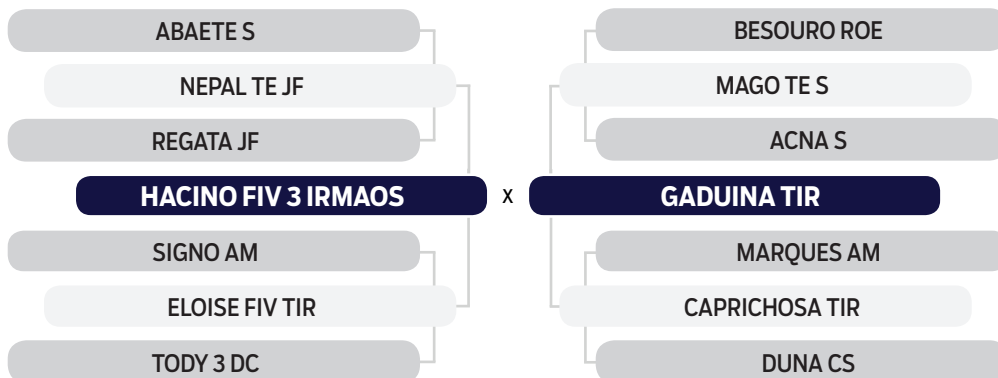 ABAETE S
NEPAL TE JF
REGATA JF
HACINO FIV 3 IRMAOS
SIGNO AM
ELOISE FIV TIR
TODY 3 DC
x
BESOURO ROE
MAGO TE S
ACNA S
GADUINA TIR
MARQUES AM
CAPRICHOSA TIR
DUNA CS